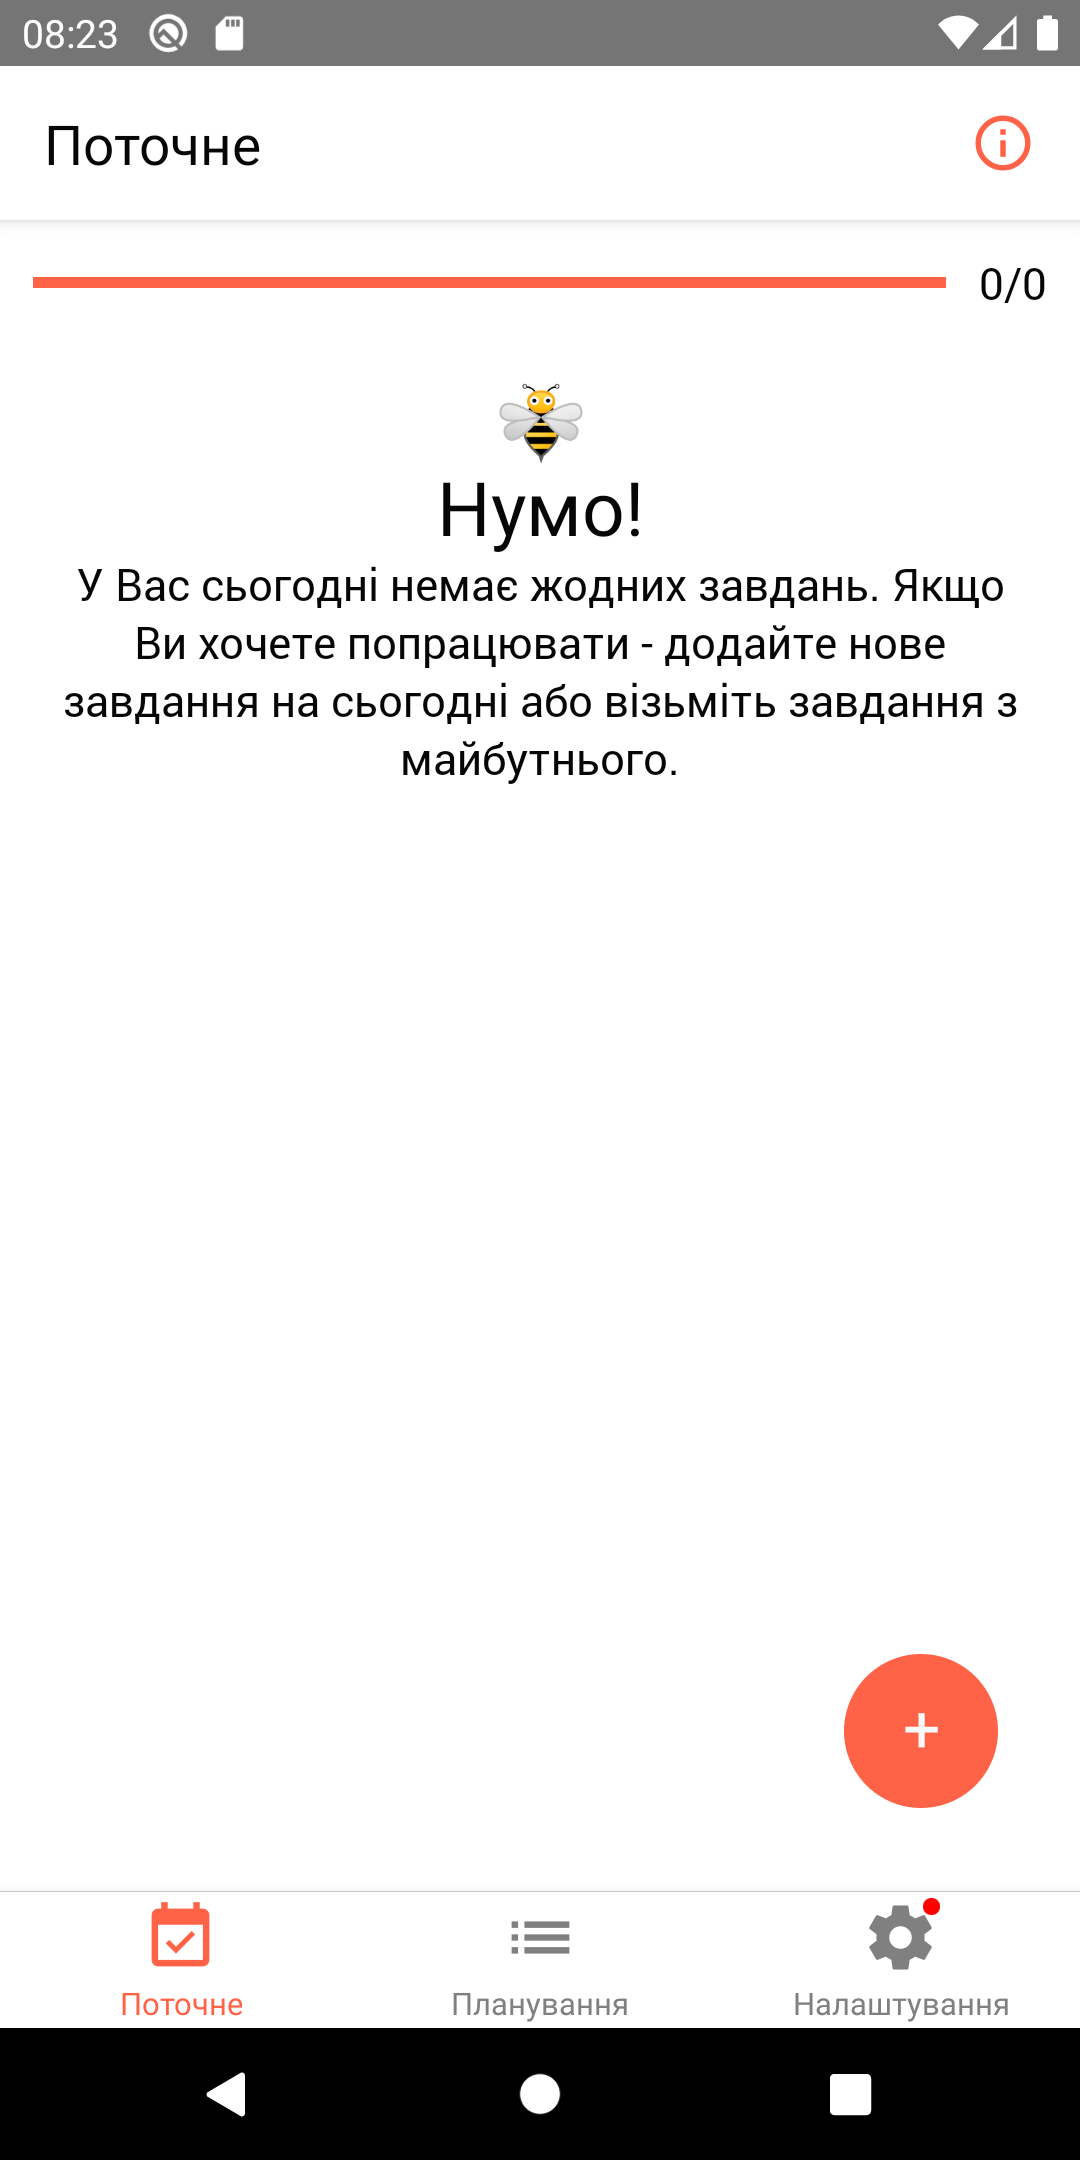 08:23
Поточне
0/0
Нумо!
У Вас сьогодні немає жодних завдань. Якщо
Ви хочете попрацювати - додайте нове
завдання на сьогодні або візьміть завдання з
майбутнього.
+
Поточне
Планування
Налаштування